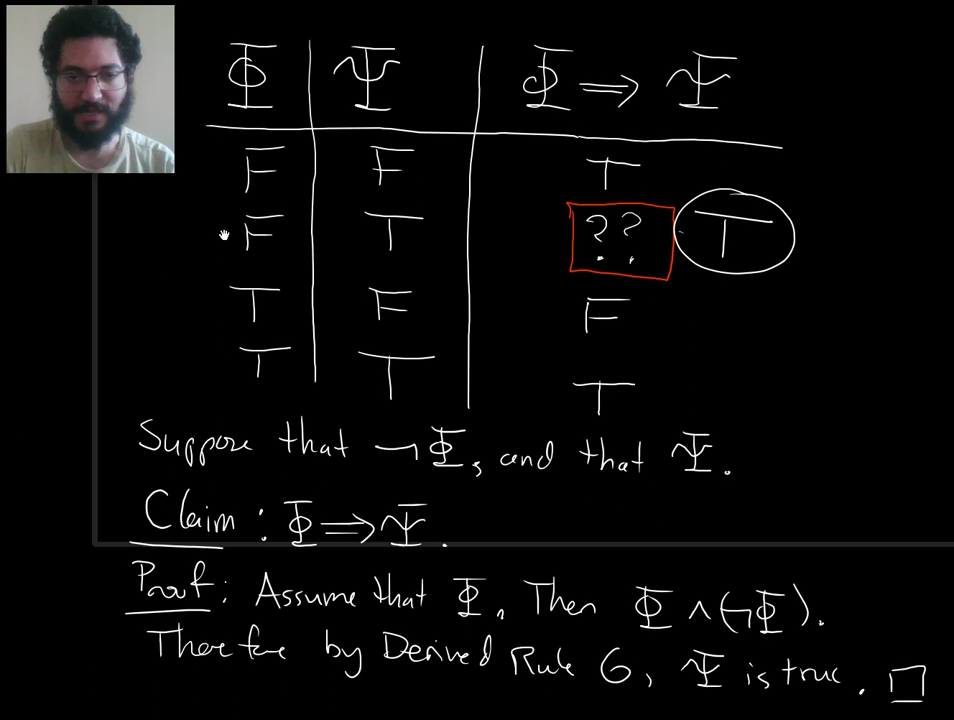 Φ Ψ Φ ⟹ Ψ
F F T
F T ?? T
T F F
T T T
Suppose that ¬Φ, and that Ψ.
Claim: Φ ⟹ Ψ.
Proof: Assume that Φ. Then Φ ∧ (¬Φ).
Therefore by Derived Rule 6, Ψ is true. □